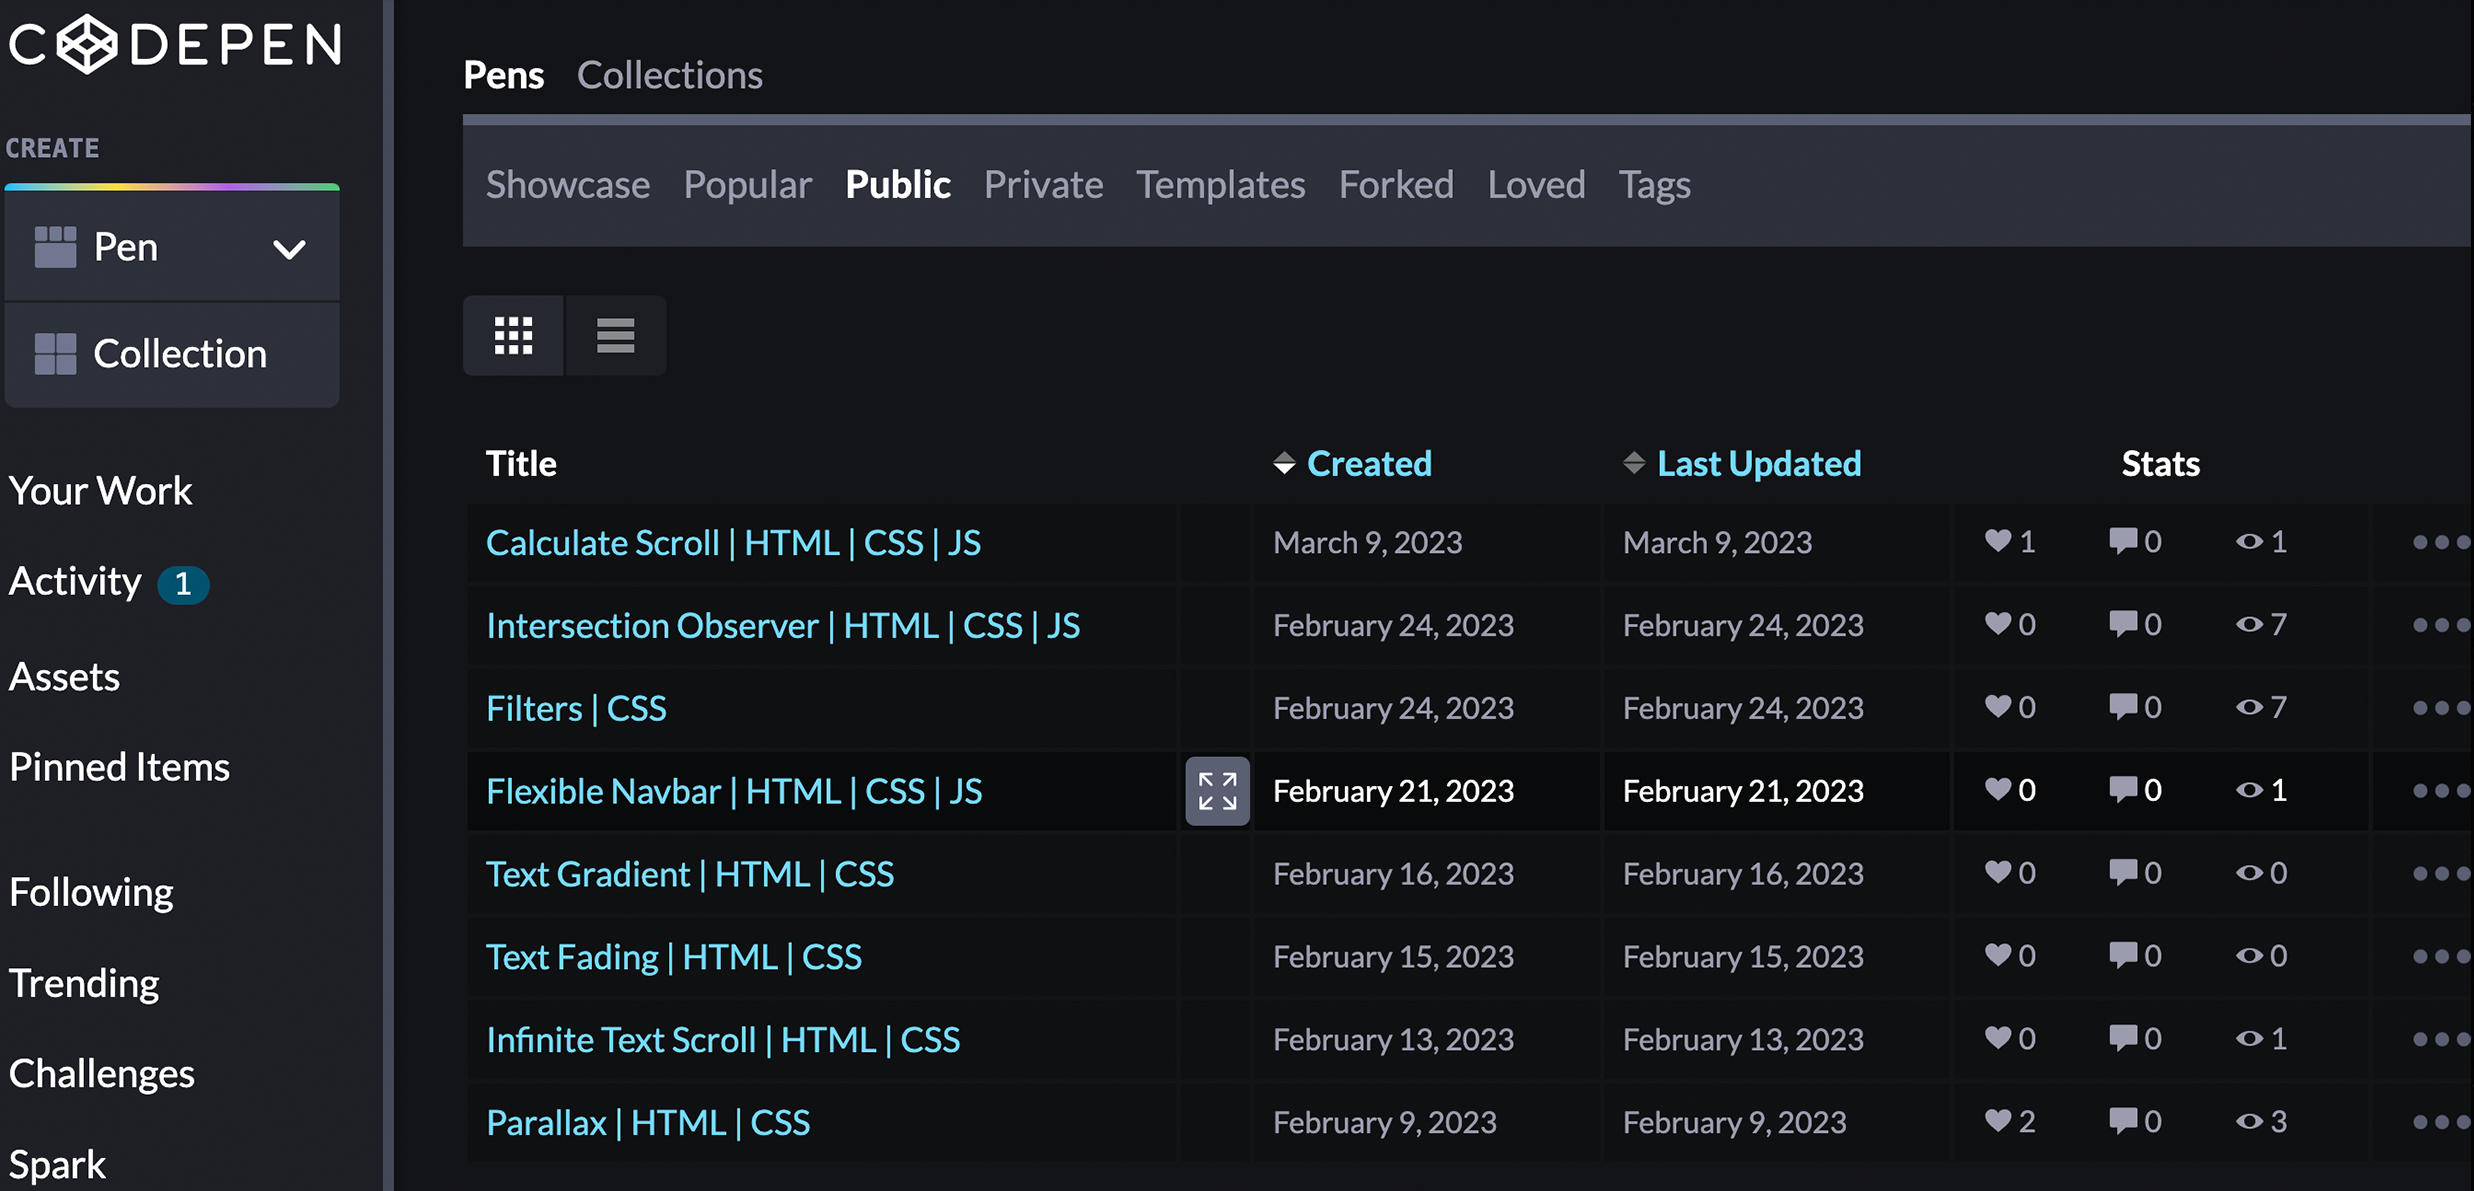 CODEPEN
CREATE
Pen
Collection
Your Work
Activity 1
Assets
Pinned Items
Following
Trending
Challenges
Spark
Pens Collections
Showcase Popular Public Private Templates Forked Loved Tags
Title Created Last Updated Stats
Calculate Scroll | HTML | CSS | JS March 9, 2023 March 9, 2023 1 0 1
Intersection Observer | HTML | CSS | JS February 24, 2023 February 24, 2023 0 0 7
Filters | CSS February 24, 2023 February 24, 2023 0 0 7
Flexible Navbar | HTML | CSS | JS February 21, 2023 February 21, 2023 0 0 1
Text Gradient | HTML | CSS February 16, 2023 February 16, 2023 0 0 0
Text Fading | HTML | CSS February 15, 2023 February 15, 2023 0 0 0
Infinite Text Scroll | HTML | CSS February 13, 2023 February 13, 2023 0 0 1
Parallax | HTML | CSS February 9, 2023 February 9, 2023 2 0 3